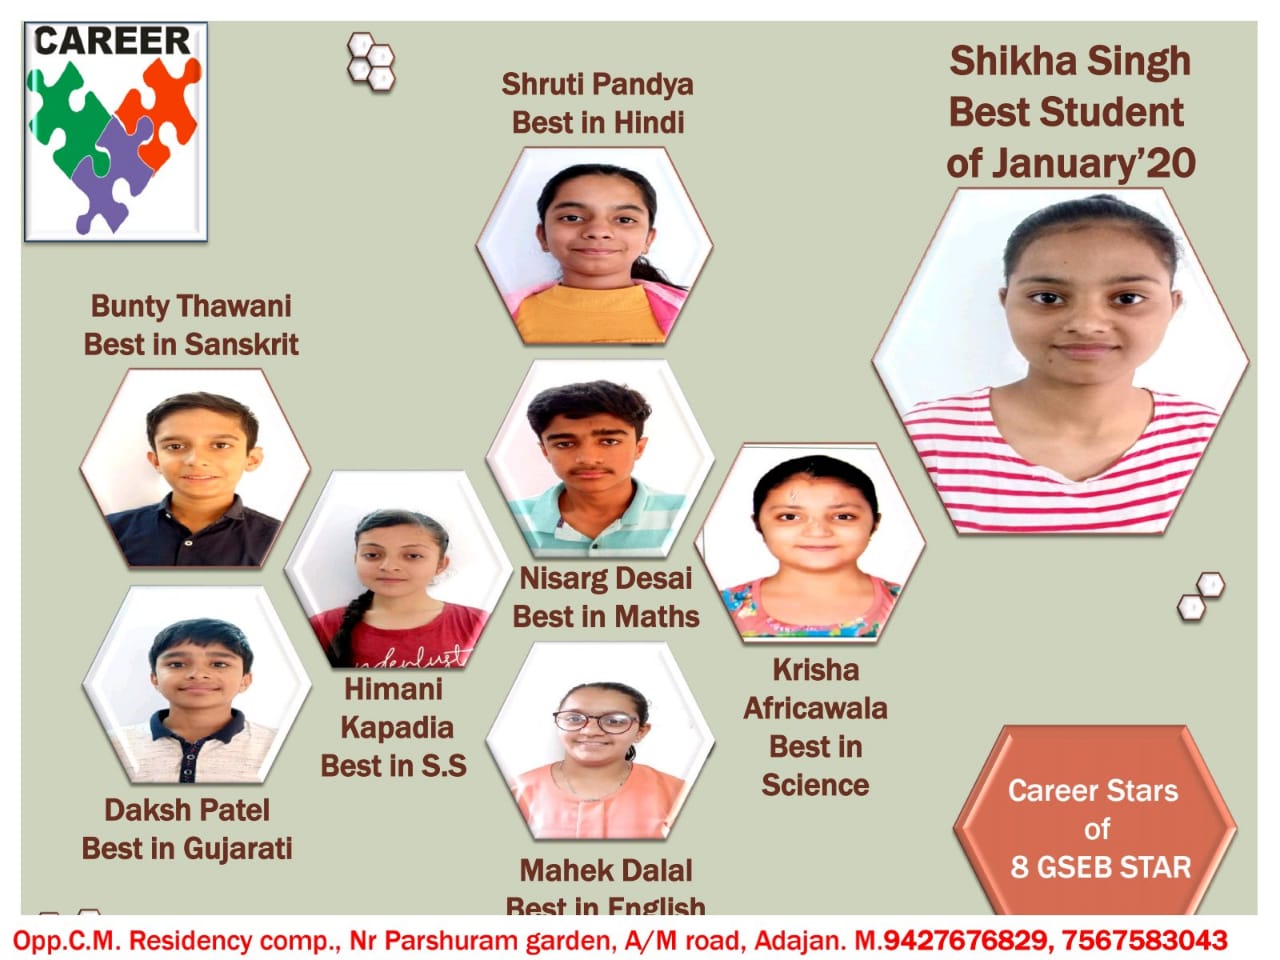 CAREER
Shruti Pandya
Best in Hindi
Shikha Singh
Best Student
of January’20
Bunty Thawani
Best in Sanskrit
Nisarg Desai
Best in Maths
Himani
Kapadia
Best in S.S
Krisha
Africawala
Best in
Science
Daksh Patel
Best in Gujarati
Mahek Dalal
Best in English
Career Stars
of
8 GSEB STAR
Opp.C.M. Residency comp., Nr Parshuram garden, A/M road, Adajan. M.9427676829, 7567583043